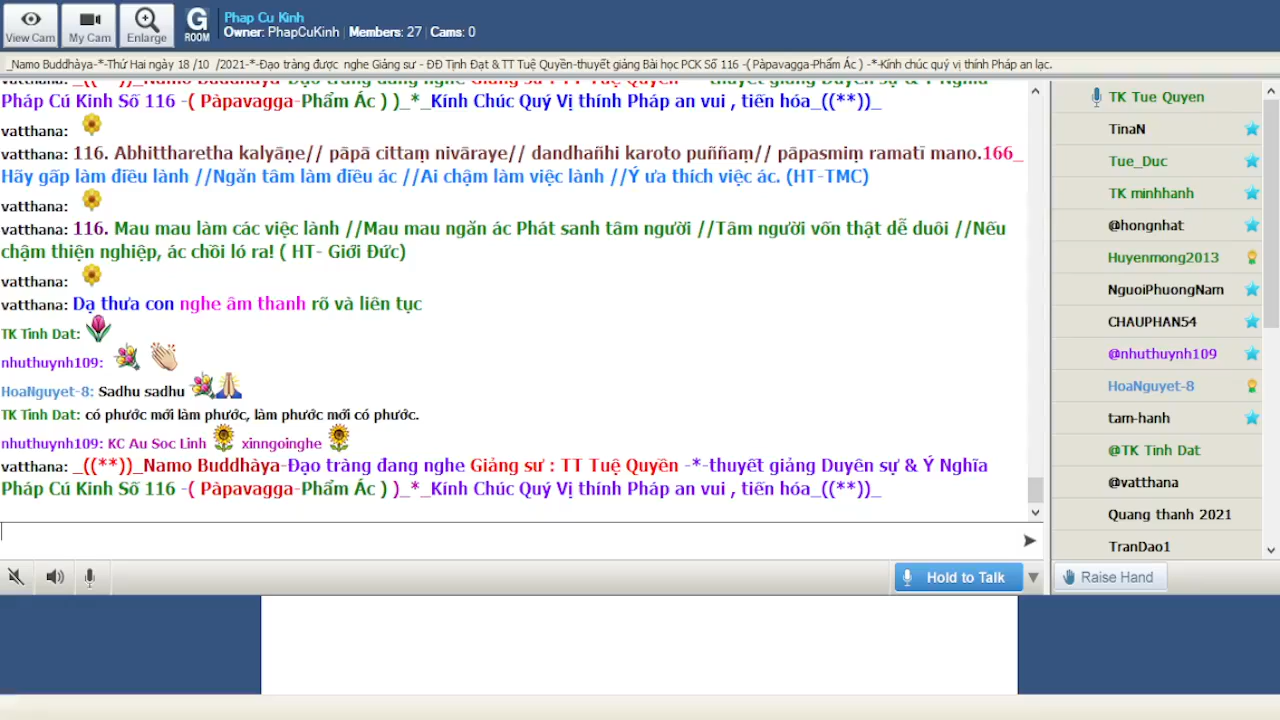 View Cam
My Cam
Enlarge
G
ROOM
Phap Cu Kinh
Owner: PhapCuKinh | Members: 27 | Cams: 0
_Namo Buddhàya-*-Thứ Hai ngày 18 /10 /2021-*-Đạo tràng được nghe Giảng sư - ĐĐ Tịnh Đạt & TT Tuệ Quyền-thuyết giảng Bài học PCK Số 116 -( Pàpavagga-Phẩm Ác ) -*-Kính chúc quý vị thính Pháp an lạc.
Pháp Cú Kinh Số 116 -( Pàpavagga-Phẩm Ác ) )_*_Kính Chúc Quý Vị thính Pháp an vui , tiến hóa_((**))_
vatthana:
vatthana: 116. Abhittharetha kalyāṇe// pāpā cittaṃ nivāraye// dandhañhi karoto puññaṃ// pāpasmiṃ ramatī mano.166_
Hãy gấp làm điều lành //Ngăn tâm làm điều ác //Ai chậm làm việc lành //Ý ưa thích việc ác. (HT-TMC)
vatthana:
vatthana: 116. Mau mau làm các việc lành //Mau mau ngăn ác Phát sanh tâm người //Tâm người vốn thật dễ duôi //Nếu
chậm thiện nghiệp, ác chồi ló ra! ( HT- Giới Đức)
vatthana:
vatthana: Dạ thưa con nghe âm thanh rõ và liên tục
TK Tinh Dat:
nhuthuynh109:
HoaNguyet-8: Sadhu sadhu
TK Tinh Dat: có phước mới làm phước, làm phước mới có phước.
nhuthuynh109: KC Au Soc Linh xinngoinghe
vatthana: _((**))_Namo Buddhàya-Đạo tràng đang nghe Giảng sư : TT Tuệ Quyền -*-thuyết giảng Duyên sự & Ý Nghĩa
Pháp Cú Kinh Số 116 -( Pàpavagga-Phẩm Ác ) )_*_Kính Chúc Quý Vị thính Pháp an vui , tiến hóa_((**))_
Hold to Talk
TK Tue Quyen
TinaN
Tue_Duc
TK minhhanh
@hongnhat
Huyenmong2013
NguoiPhuongNam
CHAUPHAN54
@nhuthuynh109
HoaNguyet-8
tam-hanh
@TK Tinh Dat
@vatthana
Quang thanh 2021
TranDao1
Raise Hand